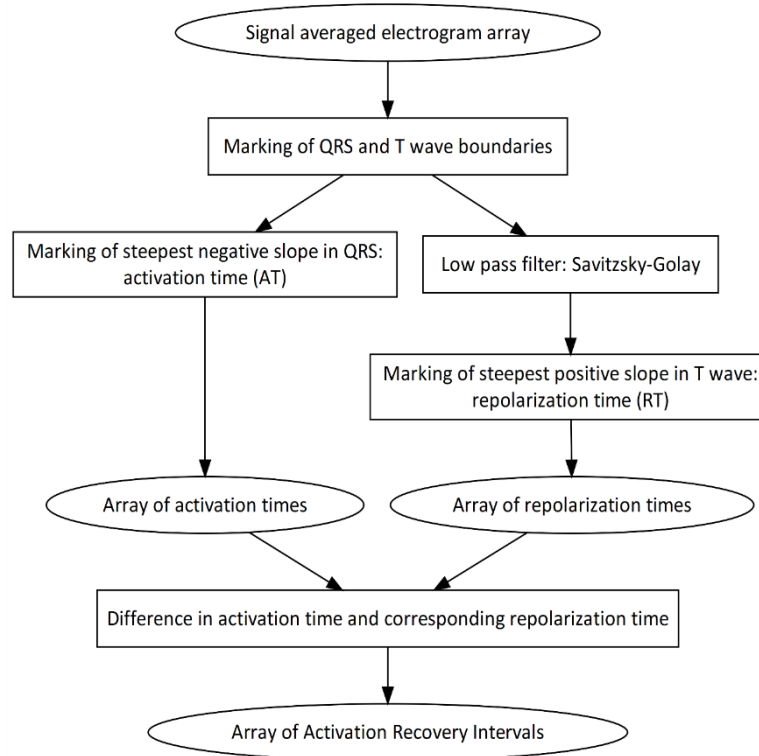 Signal averaged electrogram array
Marking of QRS and T wave boundaries
Marking of steepest negative slope in QRS:
activation time (AT)
Low pass filter: Savitzsky-Golay
Marking of steepest positive slope in T wave:
repolarization time (RT)
Array of activation times
Array of repolarization times
Difference in activation time and corresponding repolarization time
Array of Activation Recovery Intervals